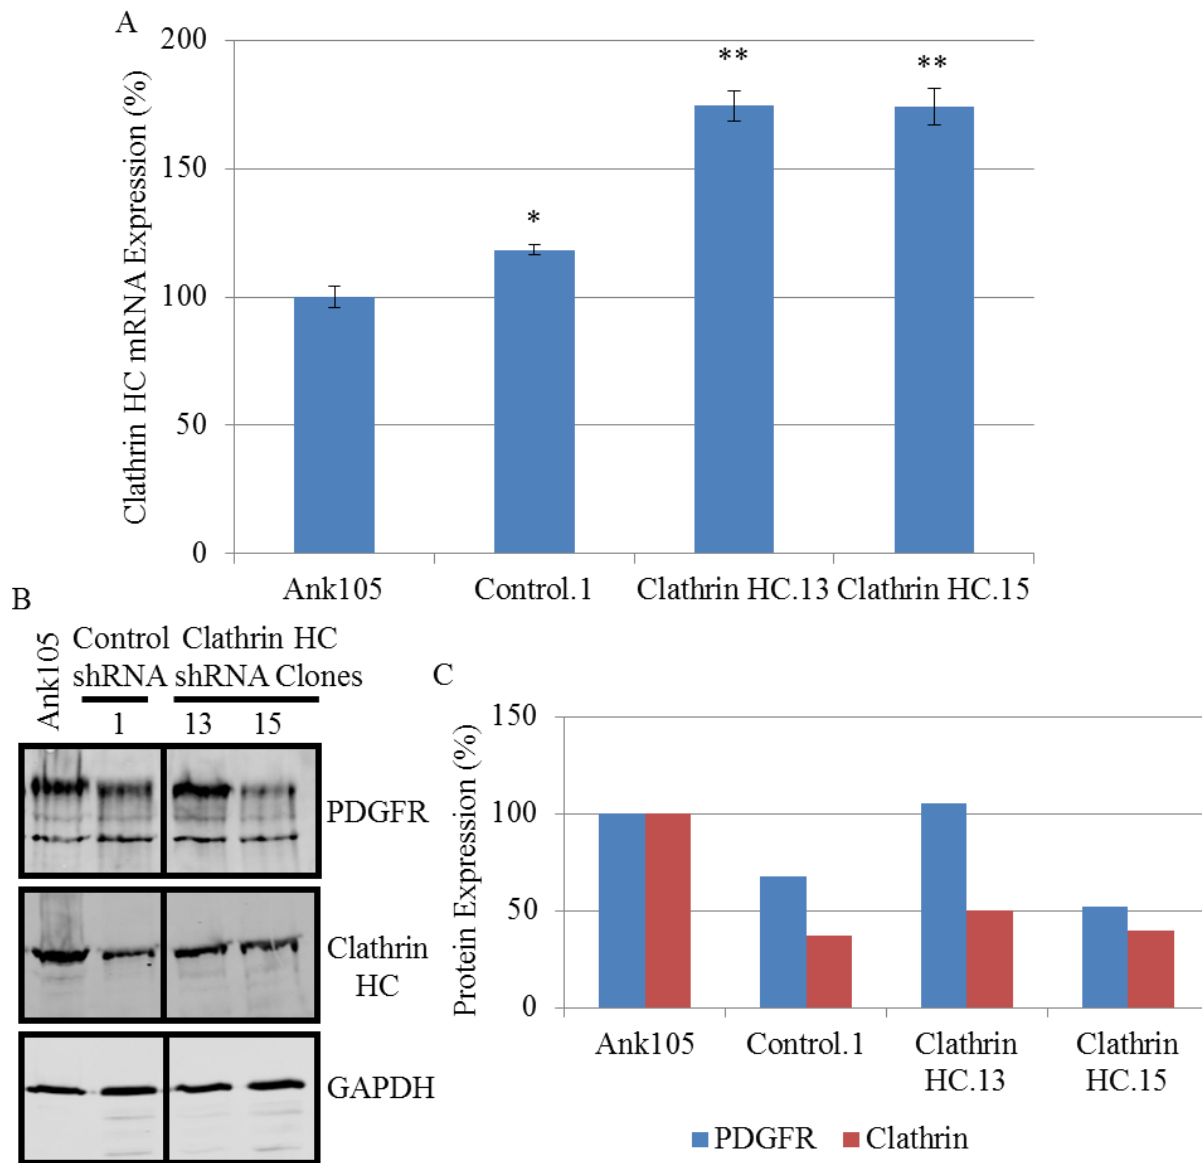 A
Clathrin HC mRNA Expression (%)
200
**
**
150
*
100
50
0
Ank105 Control.1 Clathrin HC.13 Clathrin HC.15
B
Ank105
Control Clathrin HC
shRNA shRNA Clones
1 13 15
PDGFR
Clathrin
HC
GAPDH
C
Protein Expression (%)
150
100
50
0
Ank105 Control.1 Clathrin Clathrin
HC.13 HC.15
PDGFR Clathrin